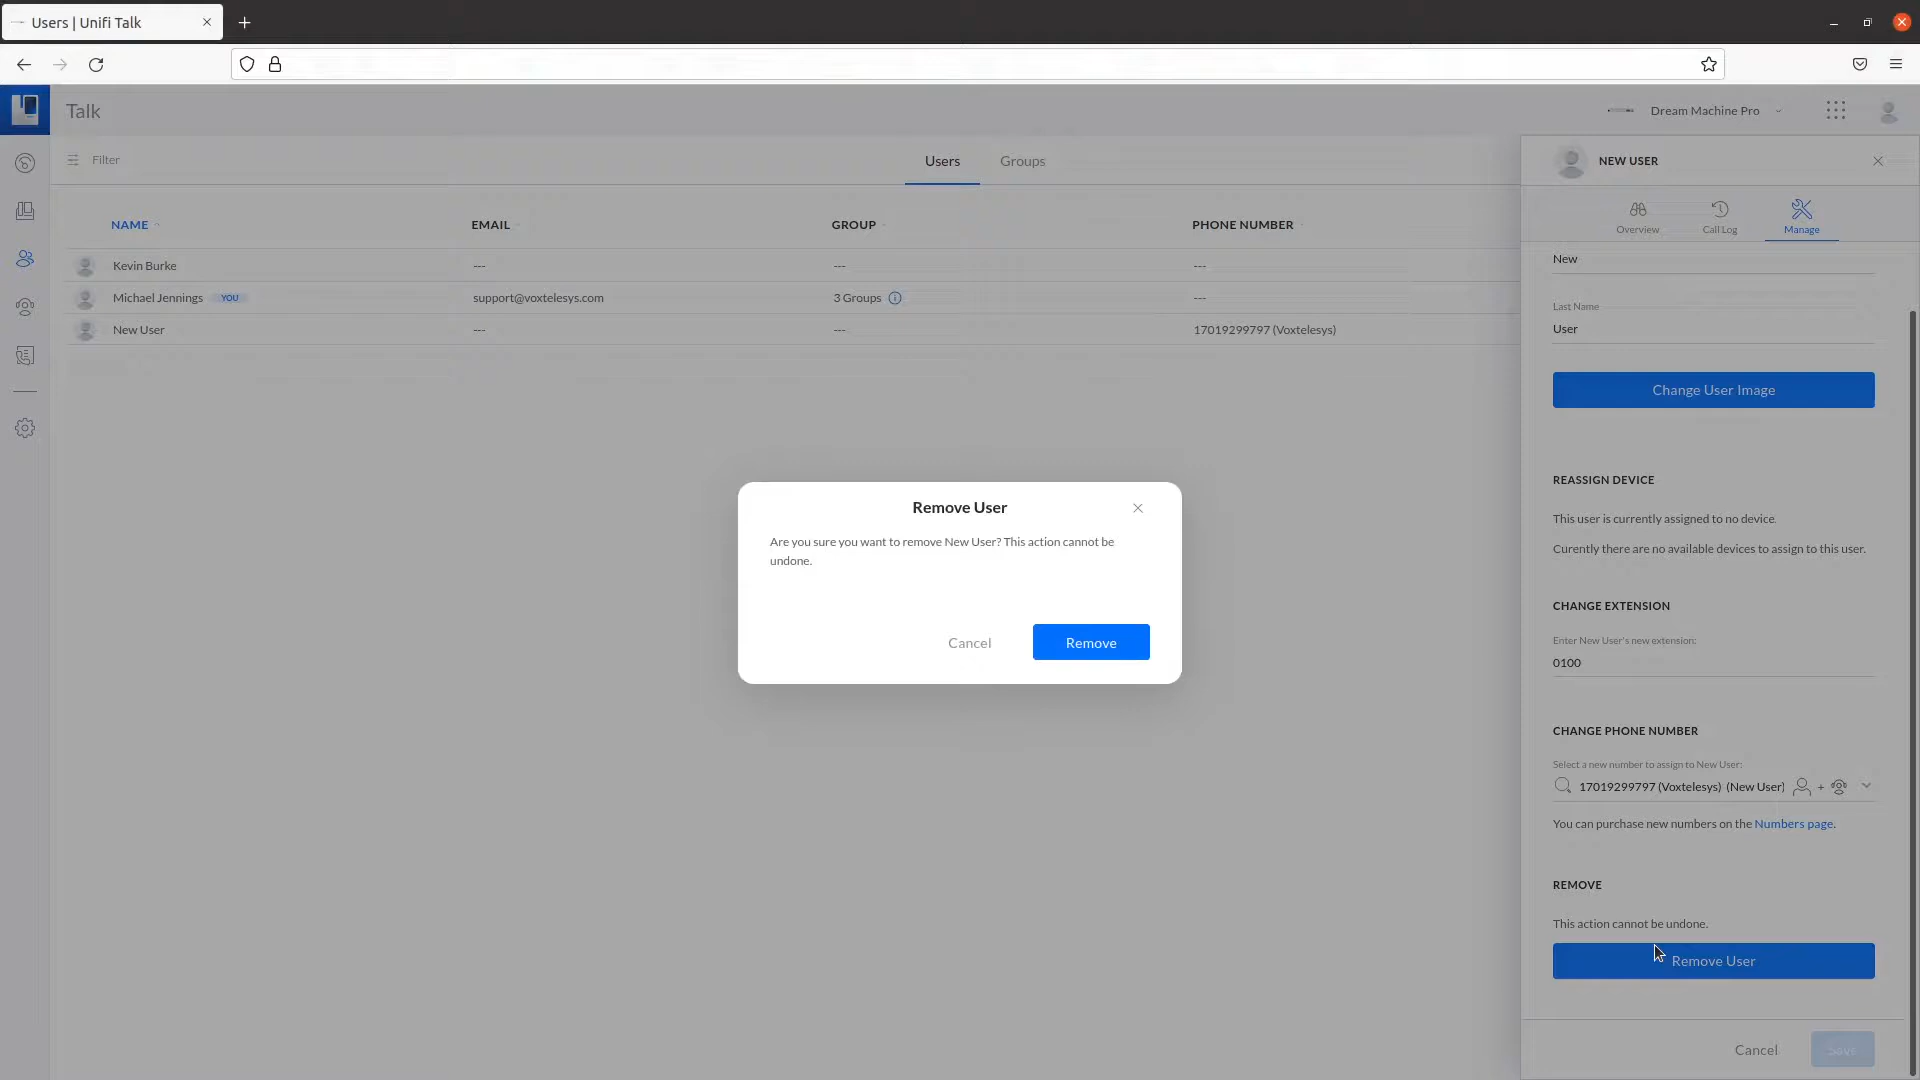 Users | Unifi Talk
Talk
Dream Machine Pro
Filter
Users
Groups
NEW USER
NAME
EMAIL
GROUP
PHONE NUMBER
Overview
Call Log
Manage
Kevin Burke
---
---
---
Michael Jennings
YOU
support@voxtelesys.com
3 Groups
---
New User
---
---
17019299797 (Voxtelesys)
New
Last Name
User
Change User Image
REASSIGN DEVICE
This user is currently assigned to no device.
Curently there are no available devices to assign to this user.
CHANGE EXTENSION
Enter New User's new extension:
0100
CHANGE PHONE NUMBER
Select a new number to assign to New User:
17019299797 (Voxtelesys) (New User)
+
You can purchase new numbers on the Numbers page.
REMOVE
This action cannot be undone.
Remove User
Cancel
Save
Remove User
Are you sure you want to remove New User? This action cannot be
undone.
Cancel
Remove